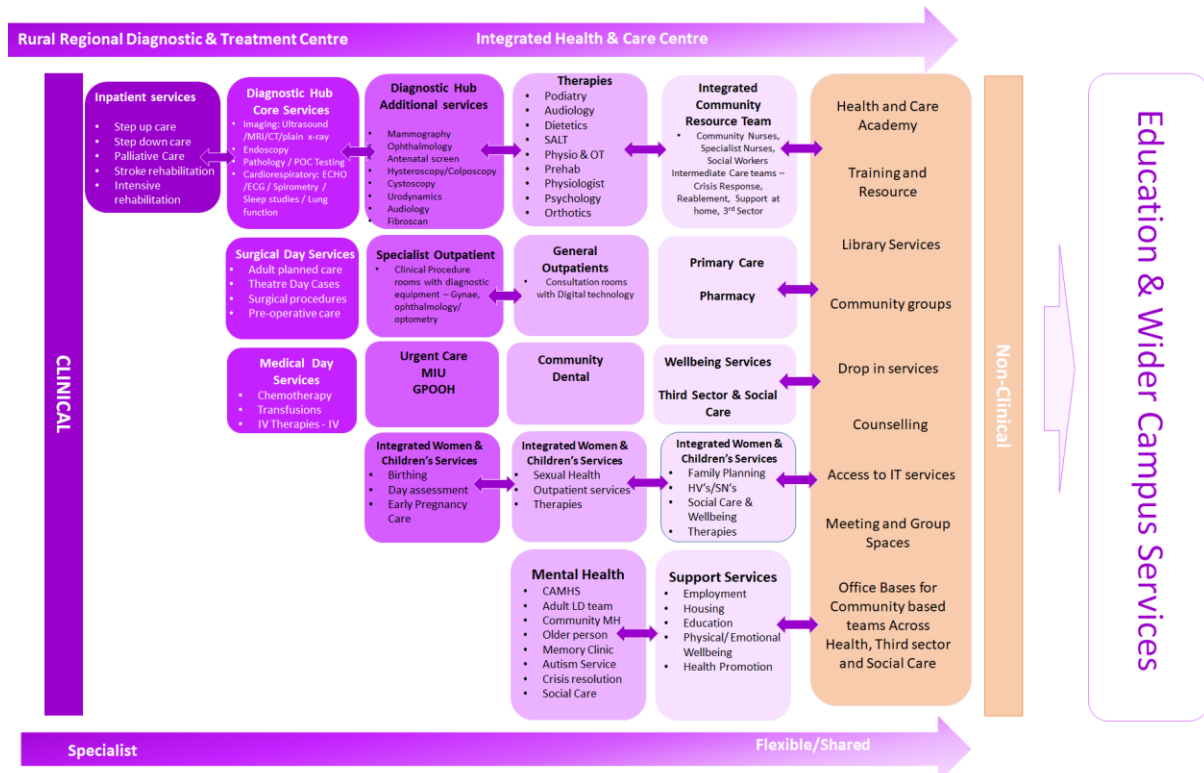 Rural Regional Diagnostic & Treatment Centre
Integrated Health & Care Centre
CLINICAL
Inpatient services
• Step up care
• Step down care
• Palliative Care
• Stroke rehabilitation
• Intensive
rehabilitation
Diagnostic Hub
Core Services
• Imaging: Ultrasound
/MRI/CT/plain x-ray
• Endoscopy
• Pathology / POC Testing
• Cardiorespiratory: ECHO
/ECG / Spirometry /
Sleep studies / Lung
function
Diagnostic Hub
Additional services
• Mammography
• Ophthalmology
• Antenatal screen
• Hysteroscopy/Colposcopy
• Cystoscopy
• Urodynamics
• Audiology
• Fibroscan
Therapies
• Podiatry
• Audiology
• Dietetics
• SALT
• Physio & OT
• Prehab
• Physiologist
• Psychology
• Orthotics
Integrated
Community
Resource Team
• Community Nurses,
Specialist Nurses,
Social Workers
Intermediate Care teams –
Crisis Response,
Reablement, Support at
home, 3rd Sector
Surgical Day Services
• Adult planned care
• Theatre Day Cases
• Surgical procedures
• Pre-operative care
Specialist Outpatient
• Clinical Procedure
rooms with diagnostic
equipment – Gynae,
ophthalmology/
optometry
General
Outpatients
• Consultation rooms
with Digital technology
Primary Care
Pharmacy
Medical Day
Services
• Chemotherapy
• Transfusions
• IV Therapies - IV
Urgent Care
MIU
GPOOH
Community
Dental
Wellbeing Services
Third Sector & Social
Care
Integrated Women &
Children's Services
• Birthing
• Day assessment
• Early Pregnancy
Care
Integrated Women &
Children's Services
• Sexual Health
• Outpatient services
• Therapies
Integrated Women &
Children's Services
• Family Planning
• HV's/SN's
• Social Care &
Wellbeing
• Therapies
Mental Health
• CAMHS
• Adult LD team
• Community MH
• Older person
• Memory Clinic
• Autism Service
• Crisis resolution
• Social Care
Support Services
• Employment
• Housing
• Education
• Physical/ Emotional
Wellbeing
• Health Promotion
Health and Care
Academy
Training and
Resource
Library Services
Community groups
Drop in services
Counselling
Access to IT services
Meeting and Group
Spaces
Office Bases for
Community based
teams Across
Health, Third sector
and Social Care
Non-Clinical
Education & Wider Campus Services
Specialist
Flexible/Shared